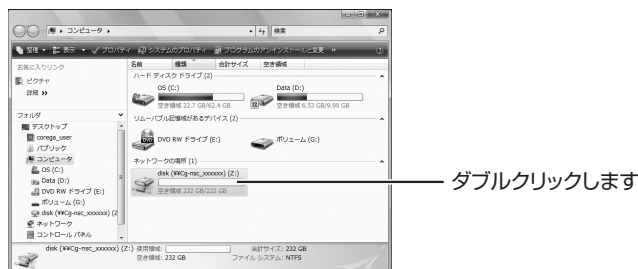 コンピュータ
検索
整理 表示 プロパティ システムのプロパティ プログラムのアンインストールと変更 »
お気に入りリンク
ピクチャ
詳細 »
フォルダ
デスクトップ
corega_user
パブリック
コンピュータ
OS (C:)
Data (D:)
DVD RW ドライブ (E:)
ボリューム (G:)
disk (¥¥Cg-nsc_xxxxxx) (Z
ネットワーク
コントロール パネル
名前 種類 合計サイズ 空き領域
ハード ディスク ドライブ (2)
OS (C:)
空き領域 22.7 GB/62.4 GB
Data (D:)
空き領域 6.53 GB/9.99 GB
リムーバブル記憶域があるデバイス (2)
DVD RW ドライブ (E:)
ボリューム (G:)
ネットワークの場所 (1)
disk (¥¥Cg-nsc_xxxxxx) (Z:)
空き領域 232 GB/232 GB
ダブルクリックします
disk (¥¥Cg-nsc_xxxxxx) (Z:) 使用領域: 合計サイズ: 232 GB
空き領域: 232 GB ファイル システム: NTFS